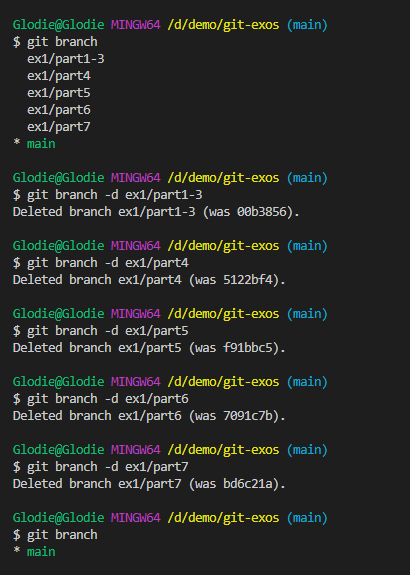 Glodie@Glodie MINGW64 /d/demo/git-exos (main)
$ git branch
  ex1/part1-3
  ex1/part4
  ex1/part5
  ex1/part6
  ex1/part7
* main

Glodie@Glodie MINGW64 /d/demo/git-exos (main)
$ git branch -d ex1/part1-3
Deleted branch ex1/part1-3 (was 00b3856).

Glodie@Glodie MINGW64 /d/demo/git-exos (main)
$ git branch -d ex1/part4
Deleted branch ex1/part4 (was 5122bf4).

Glodie@Glodie MINGW64 /d/demo/git-exos (main)
$ git branch -d ex1/part5
Deleted branch ex1/part5 (was f91bbc5).

Glodie@Glodie MINGW64 /d/demo/git-exos (main)
$ git branch -d ex1/part6
Deleted branch ex1/part6 (was 7091c7b).

Glodie@Glodie MINGW64 /d/demo/git-exos (main)
$ git branch -d ex1/part7
Deleted branch ex1/part7 (was bd6c21a).

Glodie@Glodie MINGW64 /d/demo/git-exos (main)
$ git branch
* main